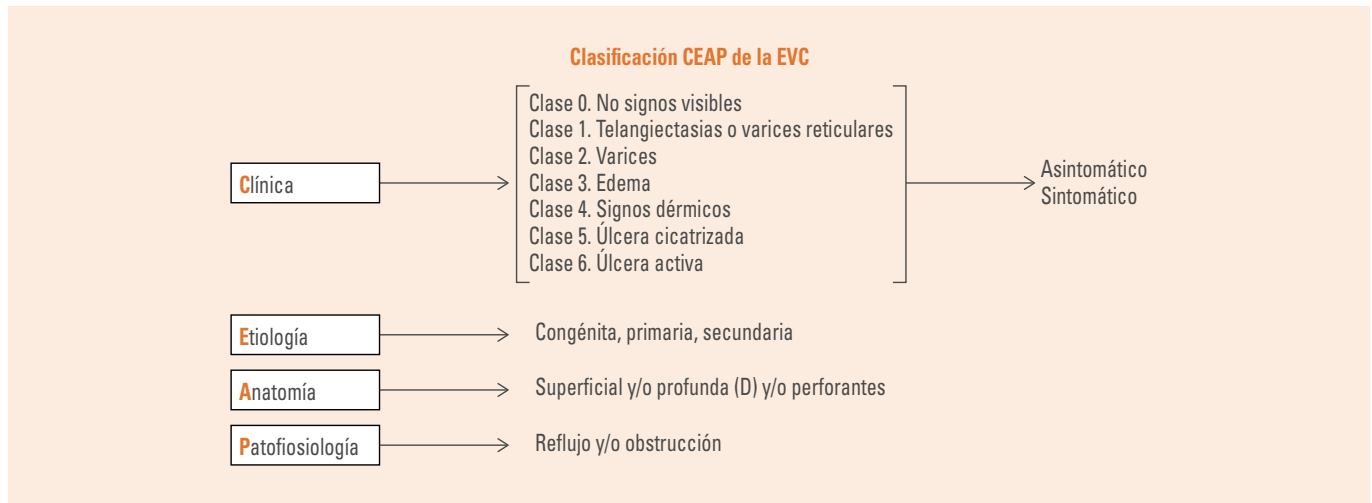 Clasificación CEAP de la EVC
Clínica
Clase 0. No signos visibles
Clase 1. Telangiectasias o varices reticulares
Clase 2. Varices
Clase 3. Edema
Clase 4. Signos dérmicos
Clase 5. Úlcera cicatrizada
Clase 6. Úlcera activa
Asintomático
Sintomático
Etiología
Congénita, primaria, secundaria
Anatomía
Superficial y/o profunda (D) y/o perforantes
Patofiosiología
Reflujo y/o obstrucción